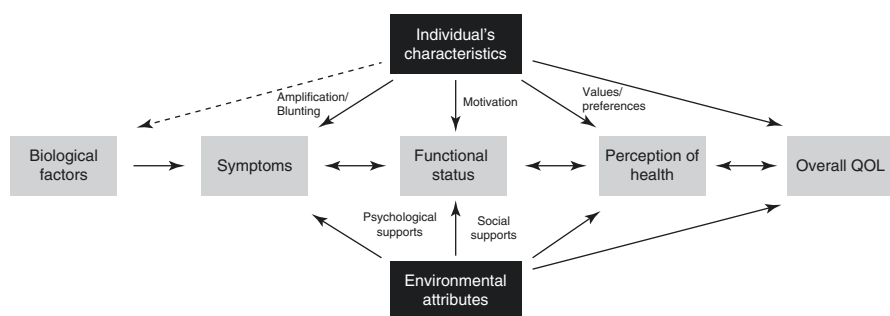 Individual's
characteristics
Amplification/
Blunting
Motivation
Values/
preferences
Biological
factors
Symptoms
Functional
status
Perception of
health
Overall QOL
Psychological
supports
Social
supports
Environmental
attributes